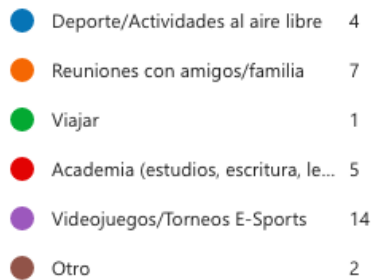 Deporte/Actividades al aire libre 4
Reuniones con amigos/familia 7
Viajar 1
Academia (estudios, escritura, le... 5
Videojuegos/Torneos E-Sports 14
Otro 2